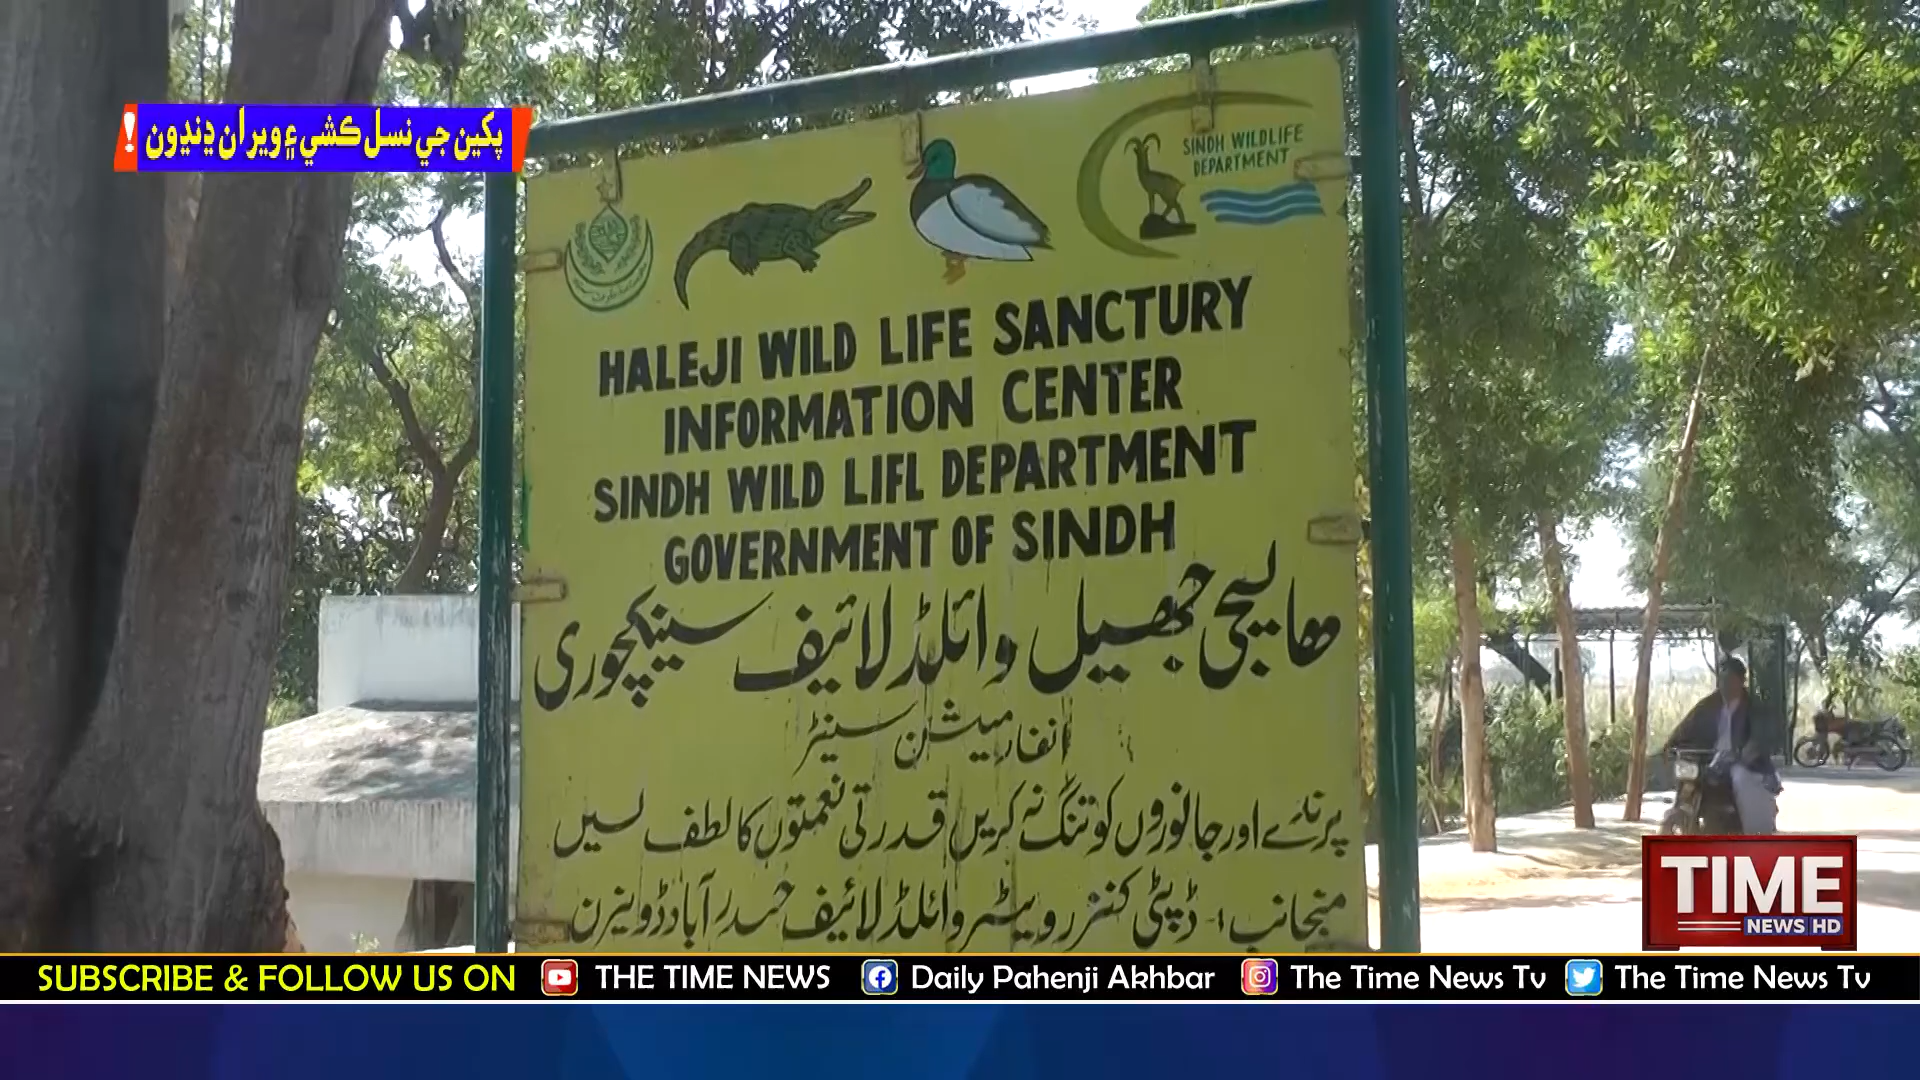 پکين جي نسل ڪشي ۽ ويران ڍنڍون !
SINDH WILDLIFE
DEPARTMENT
HALEJI WILD LIFE SANCTURY
INFORMATION CENTER
SINDH WILD LIFL DEPARTMENT
GOVERNMENT OF SINDH
ھالیجی جھیل وائلڈ لائیف سینکچوری
انفارمیشن سینٹر
پرندے اور جانوروں کو تنگ نہ کریں قدرتی نعمتوں کا لطف لیں
منجانب :- ڈپٹی کنزرویٹر وائلڈ لائیف حیدرآباد ڈویزن
TIME
NEWS HD
SUBSCRIBE & FOLLOW US ON THE TIME NEWS Daily Pahenji Akhbar The Time News Tv The Time News Tv